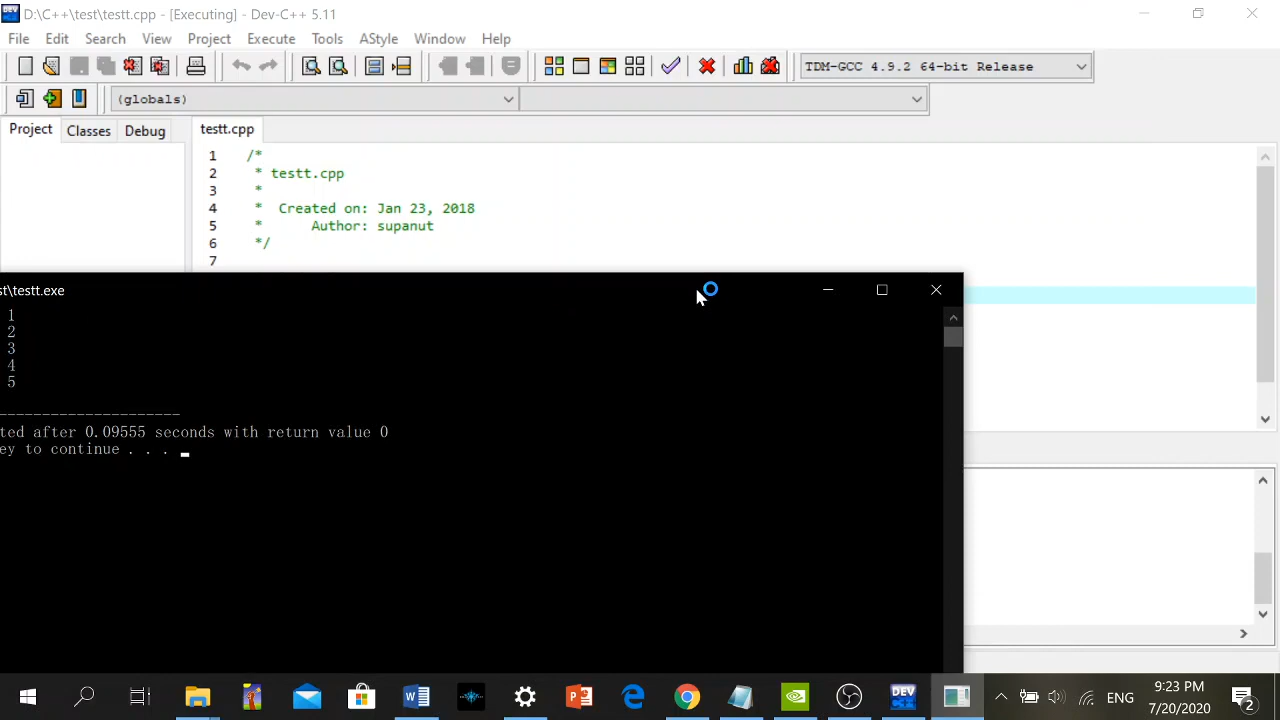 D:\C++\test\testt.cpp - [Executing] - Dev-C++ 5.11
File Edit Search View Project Execute Tools AStyle Window Help
TDM-GCC 4.9.2 64-bit Release
(globals)
Project Classes Debug testt.cpp
1 /*
2 * testt.cpp
3 *
4 * Created on: Jan 23, 2018
5 * Author: supanut
6 */
7
st\testt.exe
1
2
3
4
5
---------------------
ted after 0.09555 seconds with return value 0
ey to continue . . .
DEV C++
ENG
9:23 PM
7/20/2020
2